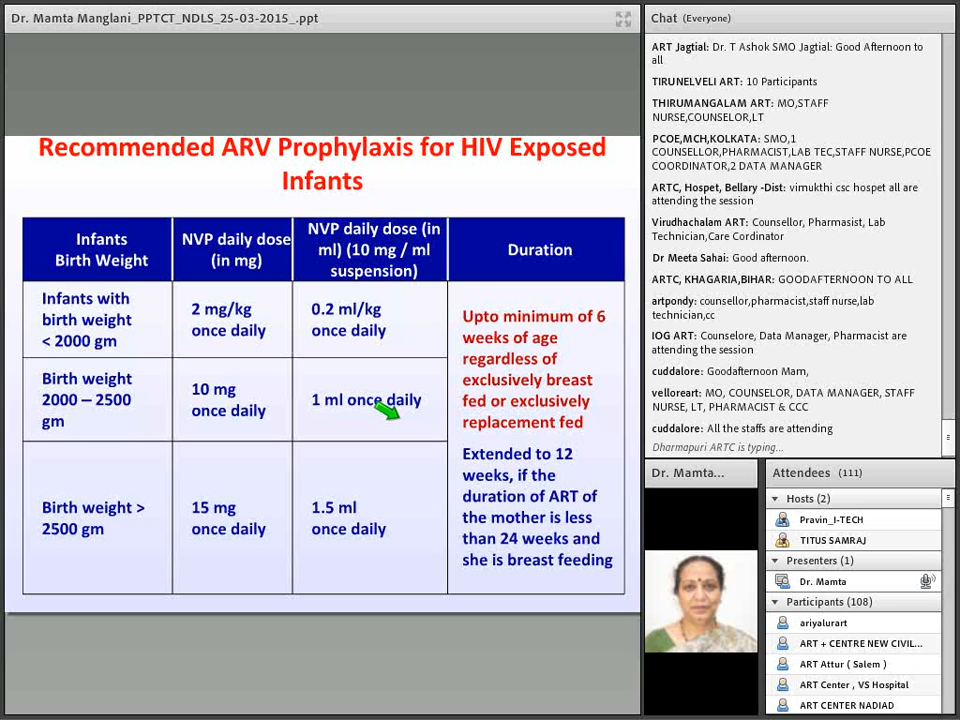 Dr. Mamta Manglani_PPTCT_NDLS_25-03-2015_.ppt
Recommended ARV Prophylaxis for HIV Exposed
Infants
Infants
Birth Weight
NVP daily dose
(in mg)
NVP daily dose (in
ml) (10 mg / ml
suspension)
Duration
Infants with
birth weight
< 2000 gm
2 mg/kg
once daily
0.2 ml/kg
once daily
Upto minimum of 6
weeks of age
regardless of
exclusively breast
fed or exclusively
replacement fed
Birth weight
2000 – 2500
gm
10 mg
once daily
1 ml once daily
Extended to 12
weeks, if the
duration of ART of
the mother is less
than 24 weeks and
she is breast feeding
Birth weight >
2500 gm
15 mg
once daily
1.5 ml
once daily
Chat (Everyone)
ART Jagtial: Dr. T Ashok SMO Jagtial: Good Afternoon to
all
TIRUNELVELI ART: 10 Participants
THIRUMANGALAM ART: MO,STAFF
NURSE,COUNSELOR,LT
PCOE,MCH,KOLKATA: SMO,1
COUNSELLOR,PHARMACIST,LAB TEC,STAFF NURSE,PCOE
COORDINATOR,2 DATA MANAGER
ARTC, Hospet, Bellary -Dist: vimukthi csc hospet all are
attending the session
Virudhachalam ART: Counsellor, Pharmasist, Lab
Technician,Care Cordinator
Dr Meeta Sahai: Good afternoon.
ARTC, KHAGARIA,BIHAR: GOODAFTERNOON TO ALL
artpondy: counsellor,pharmacist,staff nurse,lab
technician,cc
IOG ART: Counselore, Data Manager, Pharmacist are
attending the session
cuddalore: Goodafternoon Mam,
velloreart: MO, COUNSELOR, DATA MANAGER, STAFF
NURSE, LT, PHARMACIST & CCC
cuddalore: All the staffs are attending
Dharmapuri ARTC is typing...
Dr. Mamta...
Attendees (111)
Hosts (2)
Pravin_I-TECH
TITUS SAMRAJ
Presenters (1)
Dr. Mamta
Participants (108)
ariyalurart
ART + CENTRE NEW CIVIL...
ART Attur ( Salem )
ART Center , VS Hospital
ART CENTER NADIAD